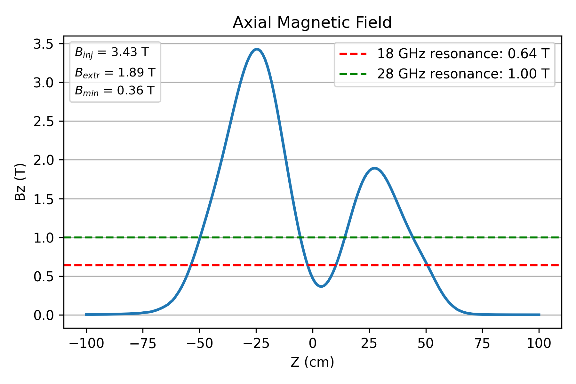 Axial Magnetic Field
B_inj = 3.43 T
B_extr = 1.89 T
B_min = 0.36 T
18 GHz resonance: 0.64 T
28 GHz resonance: 1.00 T
Bz (T)
3.5
3.0
2.5
2.0
1.5
1.0
0.5
0.0
−100 −75 −50 −25 0 25 50 75 100
Z (cm)